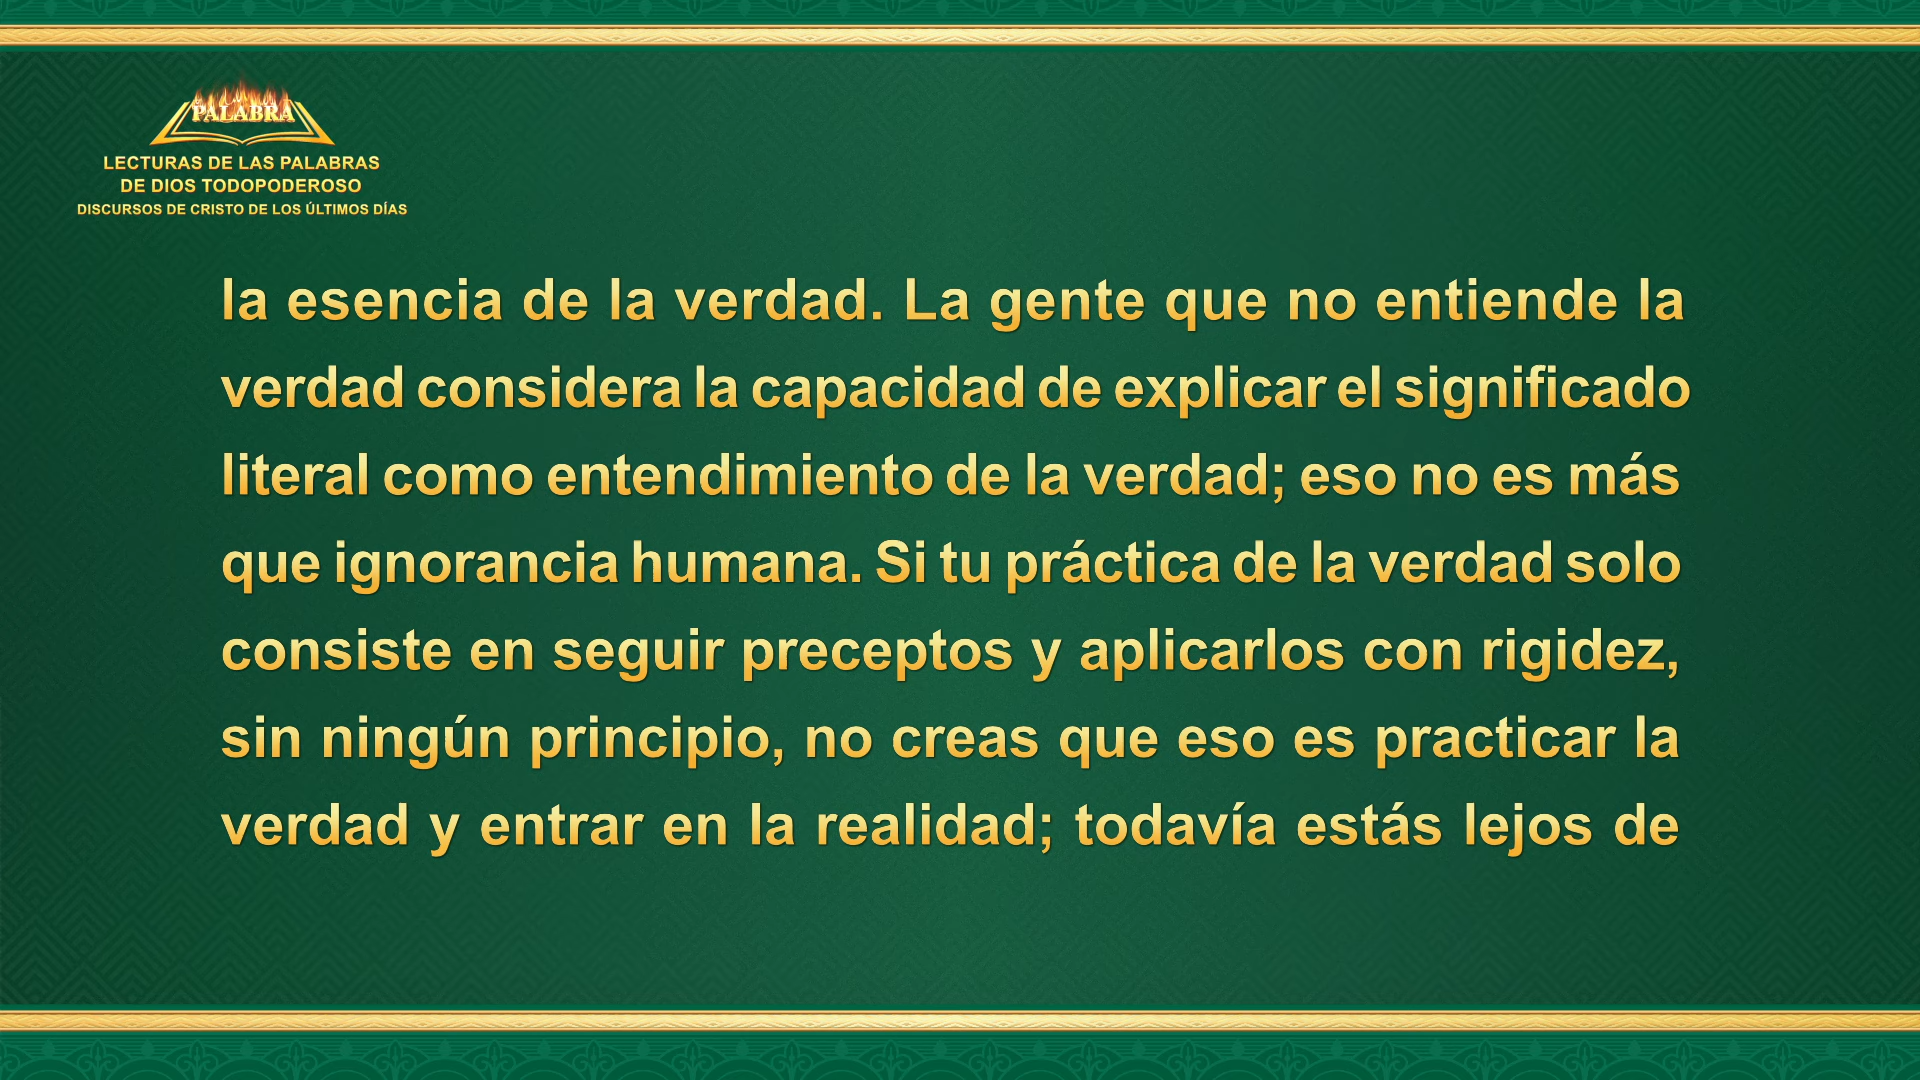 PALABRA
LECTURAS DE LAS PALABRAS
DE DIOS TODOPODEROSO
DISCURSOS DE CRISTO DE LOS ÚLTIMOS DÍAS
la esencia de la verdad. La gente que no entiende la
verdad considera la capacidad de explicar el significado
literal como entendimiento de la verdad; eso no es más
que ignorancia humana. Si tu práctica de la verdad solo
consiste en seguir preceptos y aplicarlos con rigidez,
sin ningún principio, no creas que eso es practicar la
verdad y entrar en la realidad; todavía estás lejos de